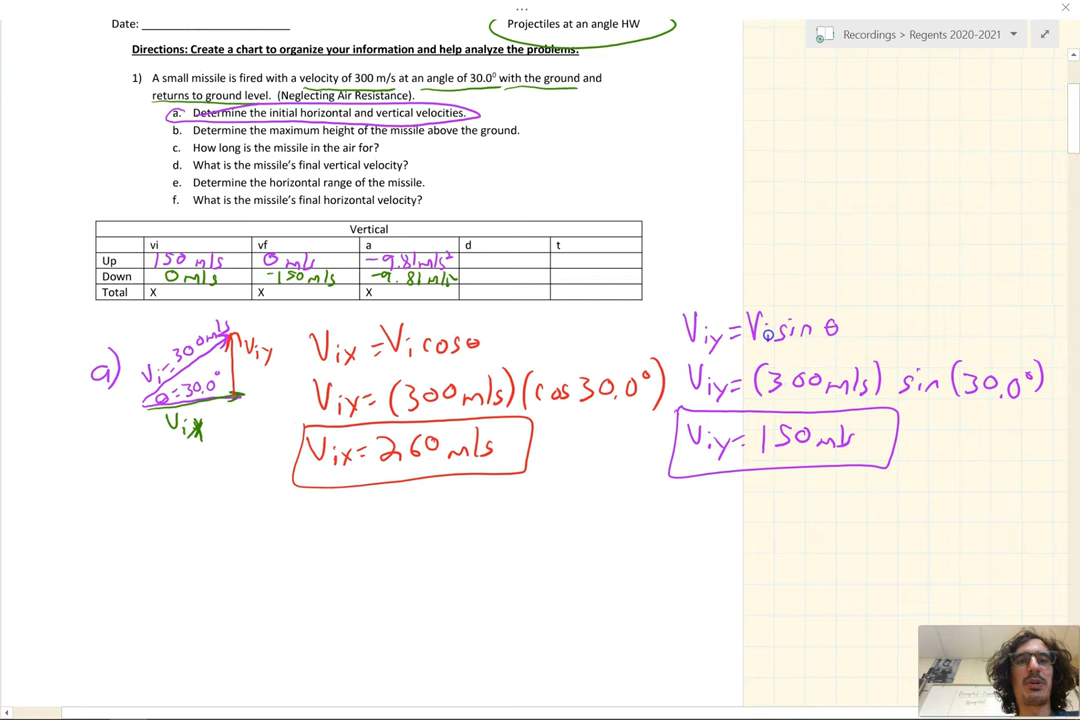 Date: ____________________________
Projectiles at an angle HW
Recordings > Regents 2020-2021
Directions: Create a chart to organize your information and help analyze the problems.
1) A small missile is fired with a velocity of 300 m/s at an angle of 30.0⁰ with the ground and
returns to ground level. (Neglecting Air Resistance).
a. Determine the initial horizontal and vertical velocities.
b. Determine the maximum height of the missile above the ground.
c. How long is the missile in the air for?
d. What is the missile's final vertical velocity?
e. Determine the horizontal range of the missile.
f. What is the missile's final horizontal velocity?
Vertical
vi vf a d t
Up 150 m/s 0 m/s -9.81 m/s²
Down 0 m/s -150 m/s -9.81 m/s²
Total X X X
a) Vi=300 m/s Viy
θ=30.0°
Vix
Vix = Vi cosθ
Vix = (300 m/s)(cos 30.0°)
Vix = 260 m/s
Viy = Vi sin θ
Viy = (300 m/s) sin (30.0°)
Viy = 150 m/s